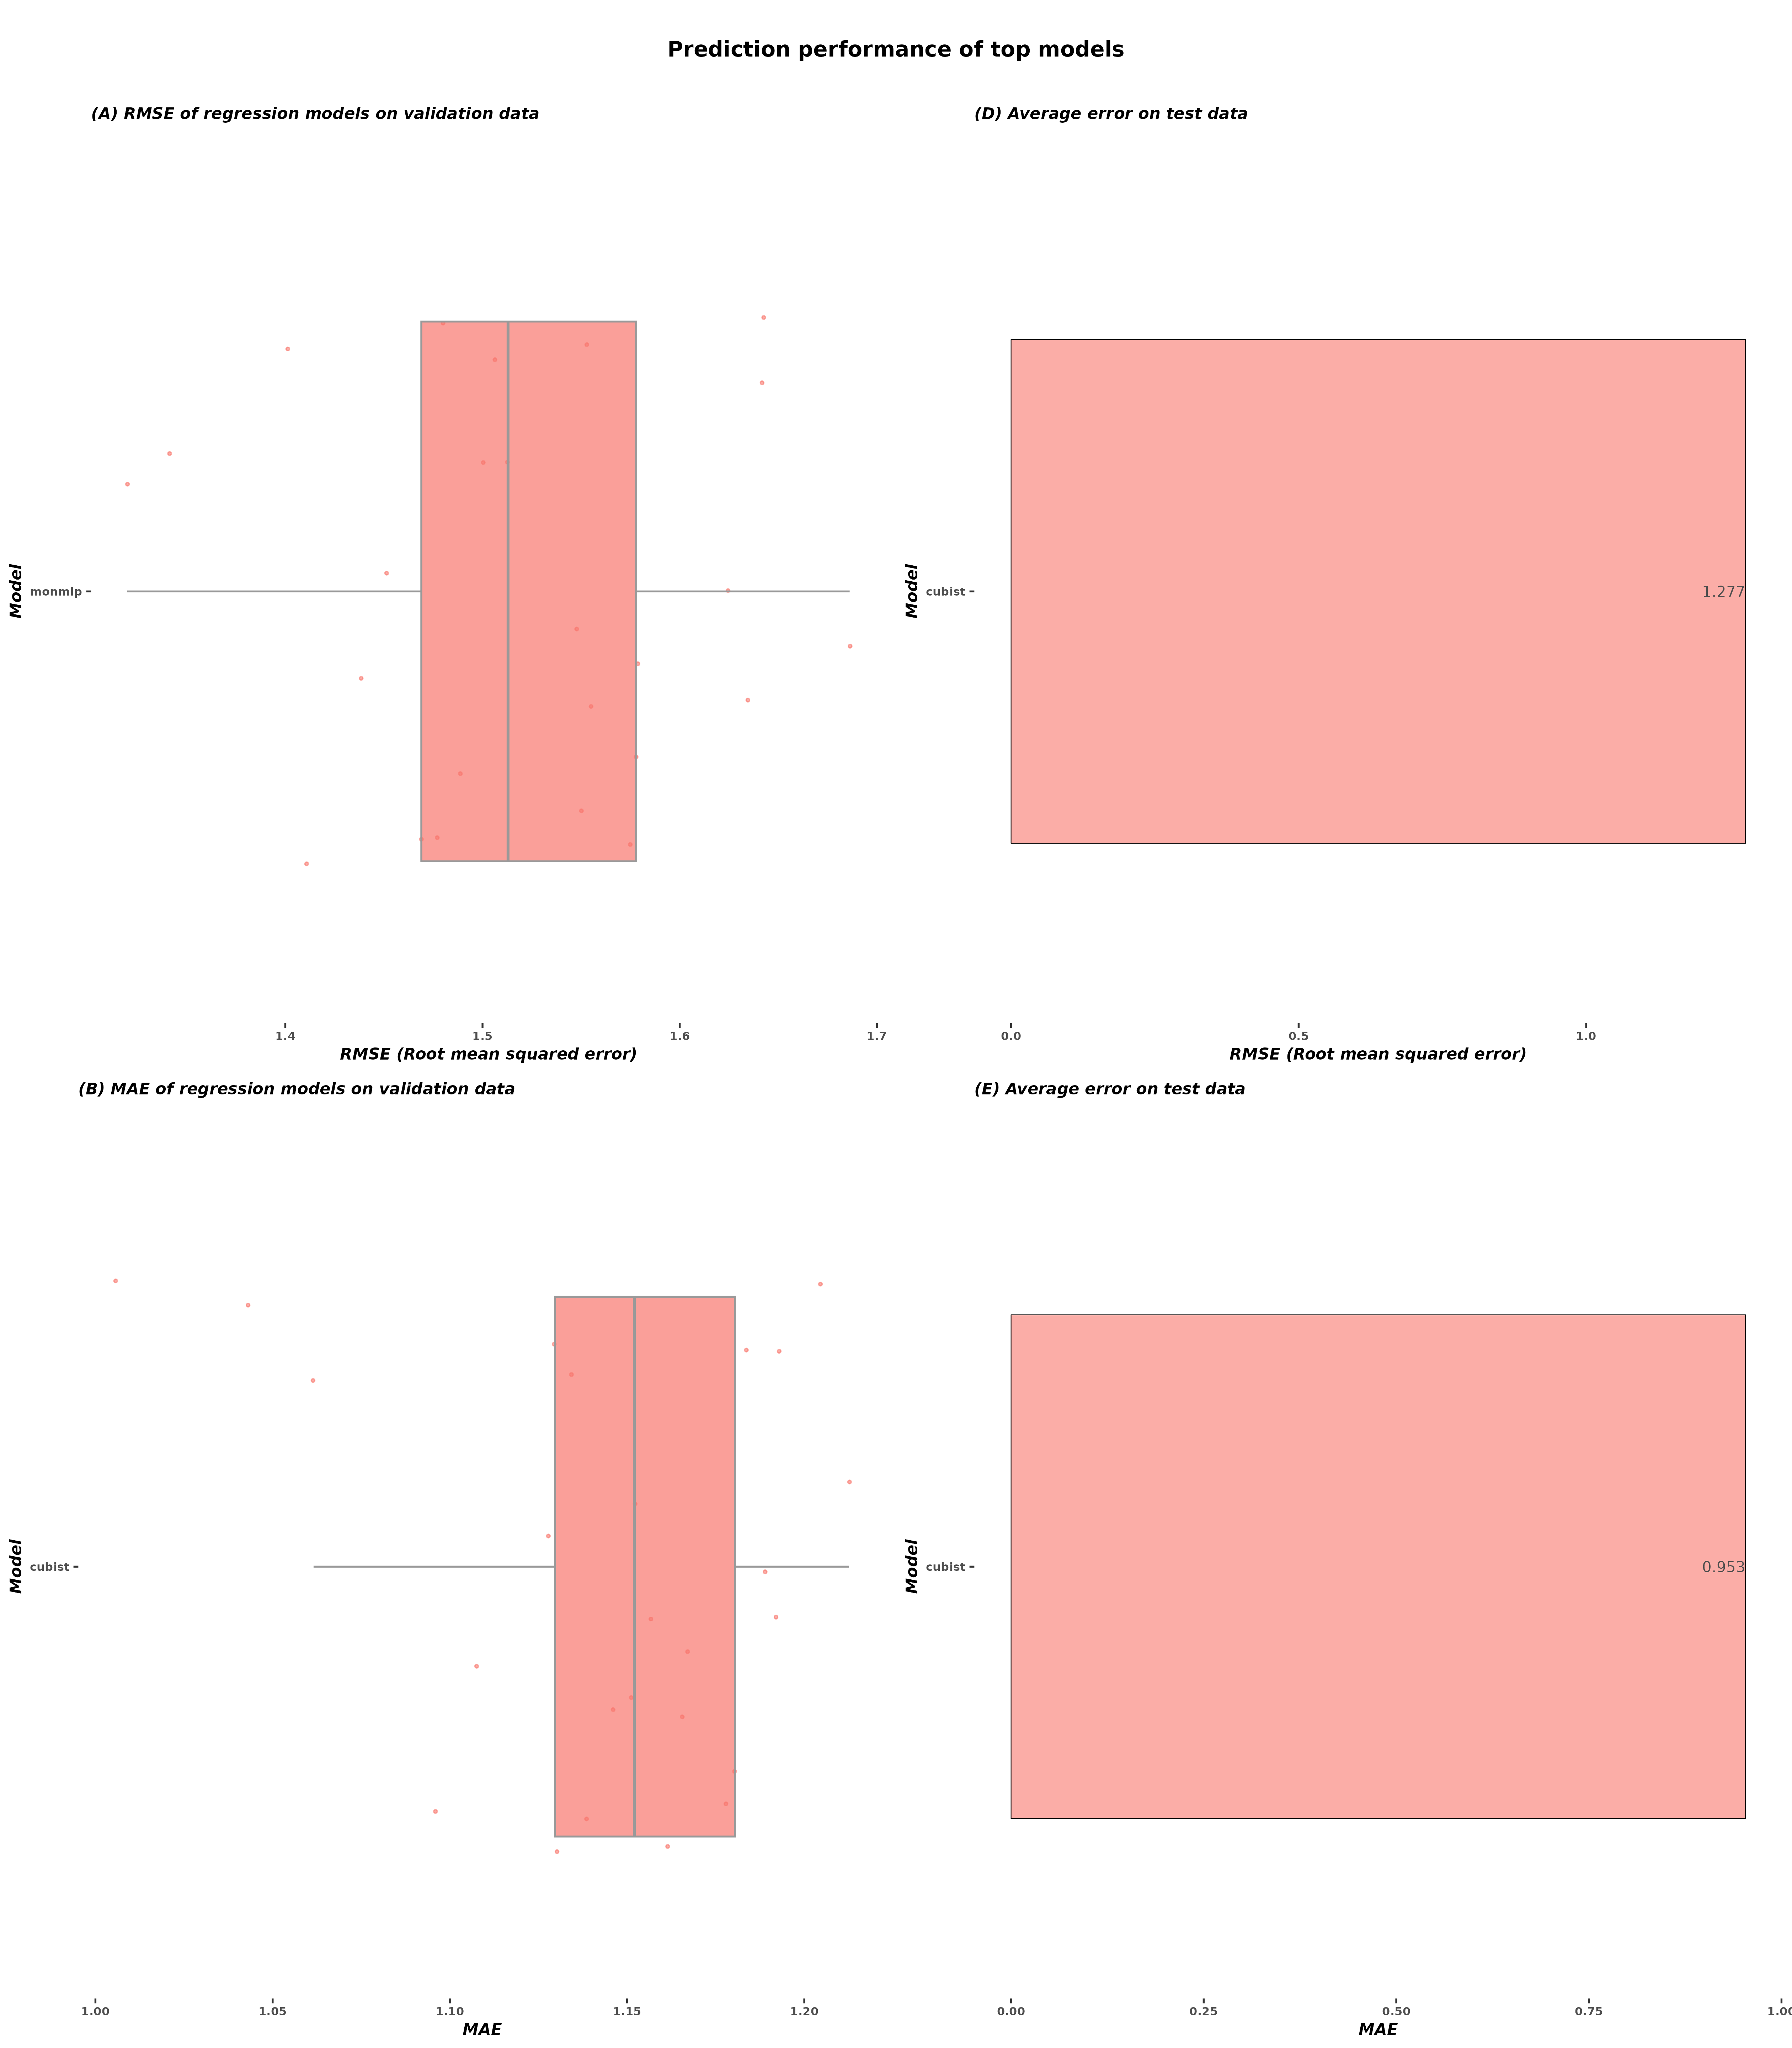 Prediction performance of top models
(A) RMSE of regression models on validation data
Model
monmlp
1.4 1.5 1.6 1.7
RMSE (Root mean squared error)
(D) Average error on test data
Model
cubist
1.277
0.0 0.5 1.0
RMSE (Root mean squared error)
(B) MAE of regression models on validation data
Model
cubist
1.00 1.05 1.10 1.15 1.20
MAE
(E) Average error on test data
Model
cubist
0.953
0.00 0.25 0.50 0.75 1.00
MAE